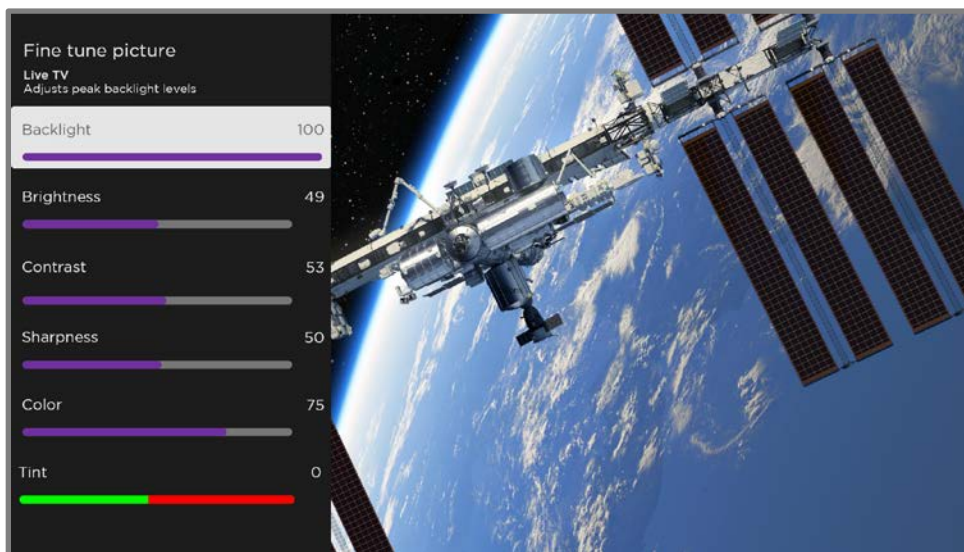 Fine tune picture
Live TV
Adjusts peak backlight levels
Backlight 100
Brightness 49
Contrast 53
Sharpness 50
Color 75
Tint 0